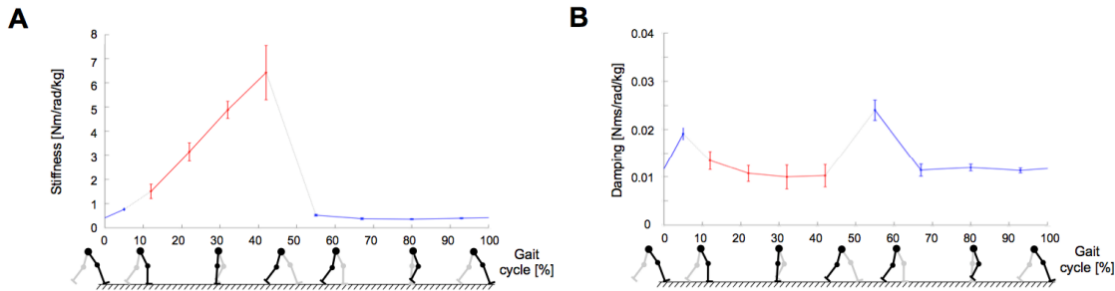 A
Stiffness [Nm/rad/kg]
8
7
6
5
4
3
2
1
0
0 10 20 30 40 50 60 70 80 90 100
Gait
cycle [%]
B
Damping [Nms/rad/kg]
0.04
0.03
0.02
0.01
0
0 10 20 30 40 50 60 70 80 90 100
Gait
cycle [%]